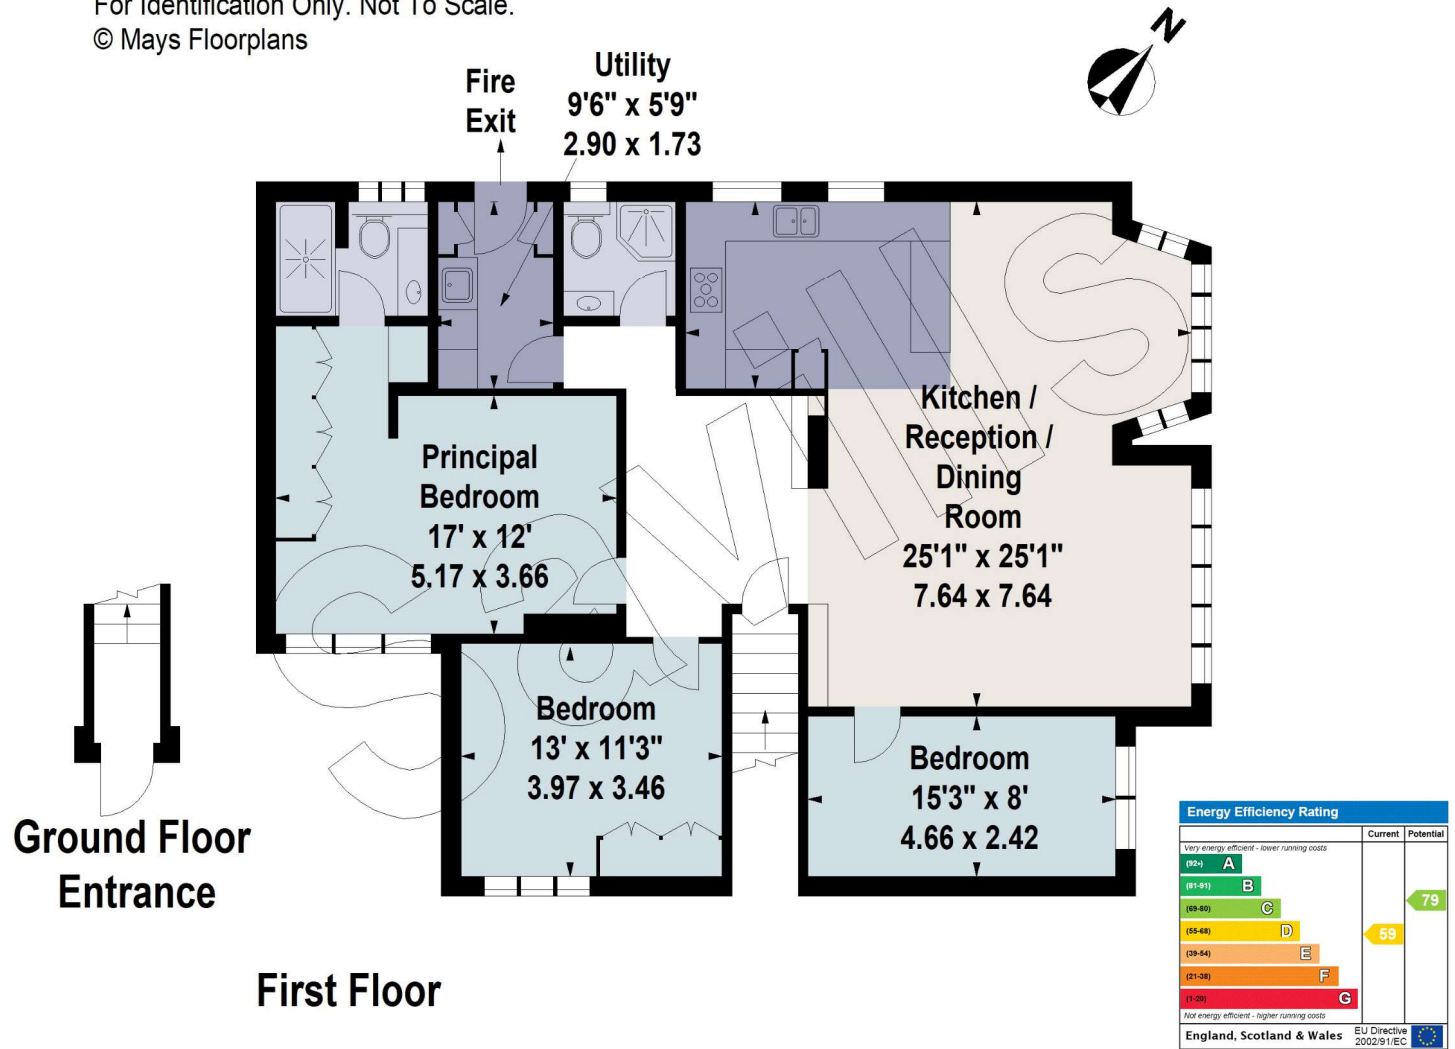 For Identification Only. Not To Scale.
© Mays Floorplans
N
Fire
Exit
Utility
9'6" x 5'9"
2.90 x 1.73
Kitchen /
Reception /
Dining
Room
25'1" x 25'1"
7.64 x 7.64
Principal
Bedroom
17' x 12'
5.17 x 3.66
Bedroom
13' x 11'3"
3.97 x 3.46
Bedroom
15'3" x 8'
4.66 x 2.42
Ground Floor
Entrance
First Floor
Energy Efficiency Rating
Current Potential
Very energy efficient - lower running costs
(92+) A
(81-91) B
(69-80) C
(55-68) D
(39-54) E
(21-38) F
(1-20) G
59
79
Not energy efficient - higher running costs
England, Scotland & Wales
EU Directive
2002/91/EC